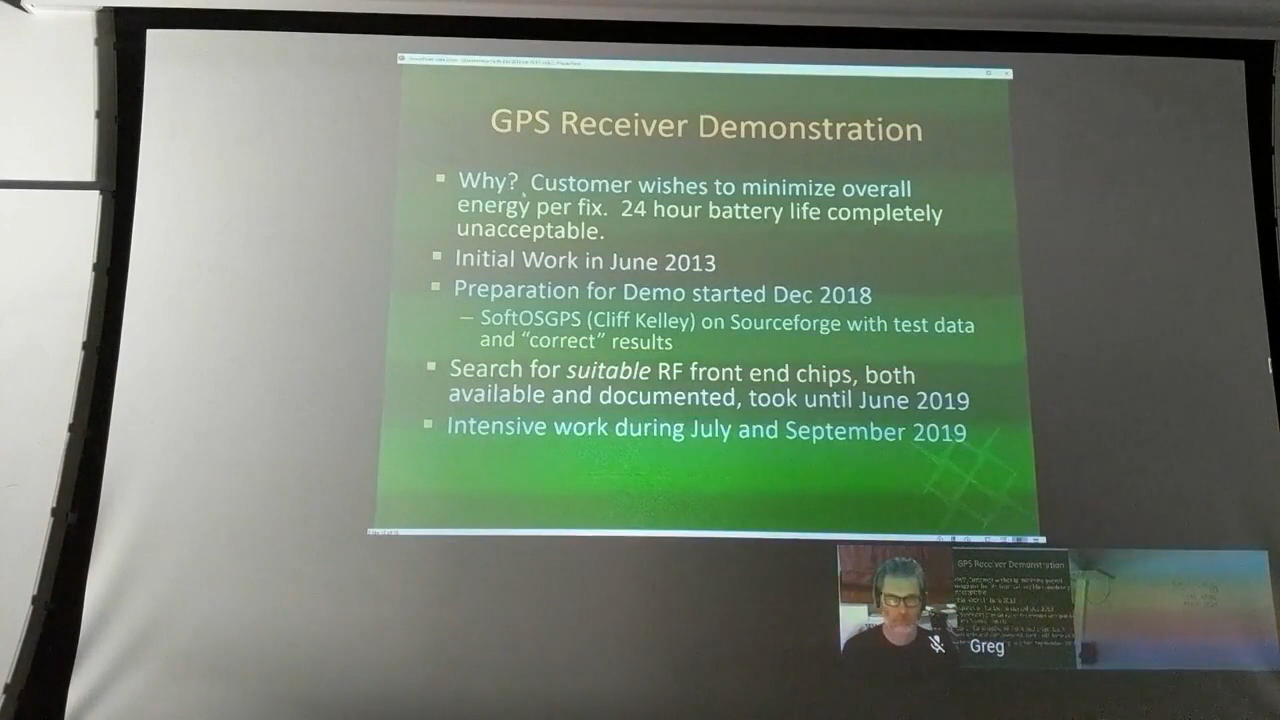 GPS Receiver Demonstration
▪ Why? Customer wishes to minimize overall
energy per fix. 24 hour battery life completely
unacceptable.
▪ Initial Work in June 2013
▪ Preparation for Demo started Dec 2018
– SoftOSGPS (Cliff Kelley) on Sourceforge with test data
and “correct” results
▪ Search for suitable RF front end chips, both
available and documented, took until June 2019
▪ Intensive work during July and September 2019
GPS Receiver Demonstration
Greg